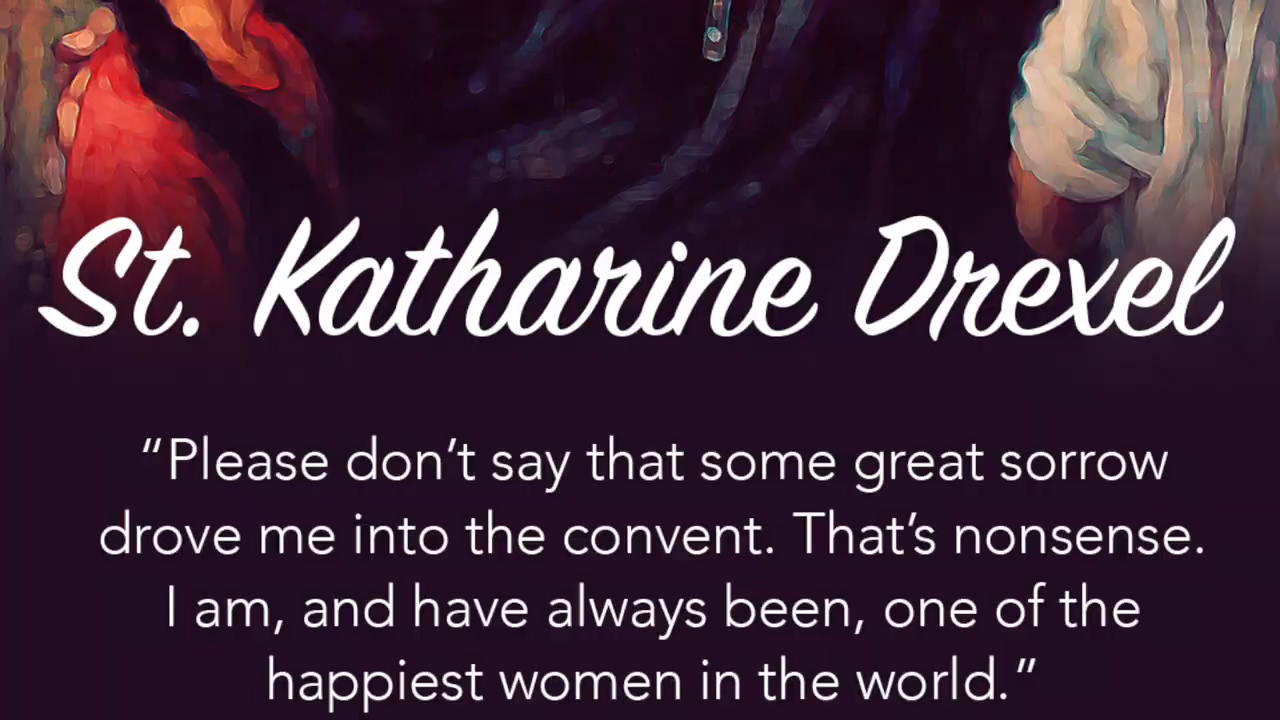 St. Katharine Drexel
“Please don’t say that some great sorrow
drove me into the convent. That’s nonsense.
I am, and have always been, one of the
happiest women in the world.”